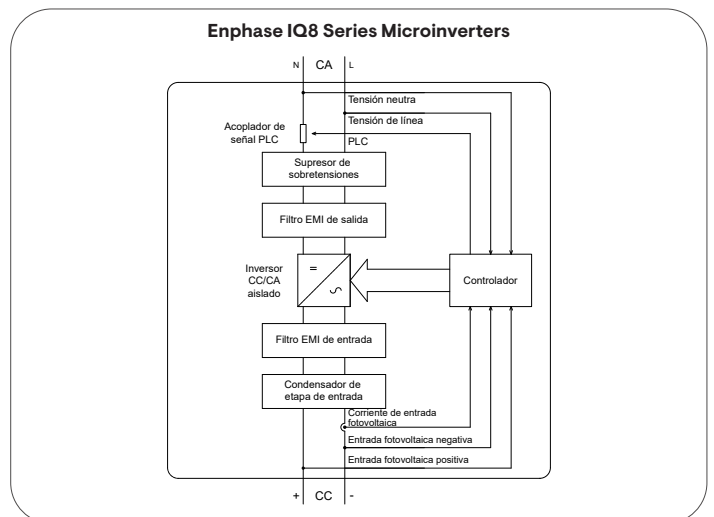 Enphase IQ8 Series Microinverters
N CA L
Tensión neutra
Tensión de línea
Acoplador de
señal PLC
PLC
Supresor de
sobretensiones
Filtro EMI de salida
Inversor
CC/CA
aislado
=
∿
Controlador
Filtro EMI de entrada
Condensador de
etapa de entrada
Corriente de entrada
fotovoltaica
Entrada fotovoltaica negativa
Entrada fotovoltaica positiva
+ CC -